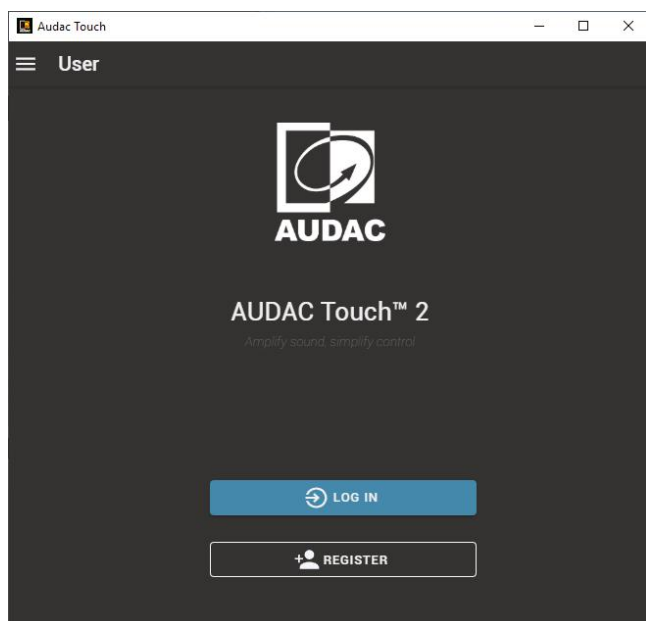 Audac Touch
User
AUDAC
AUDAC Touch™ 2
Amplify sound, simplify control
LOG IN
REGISTER